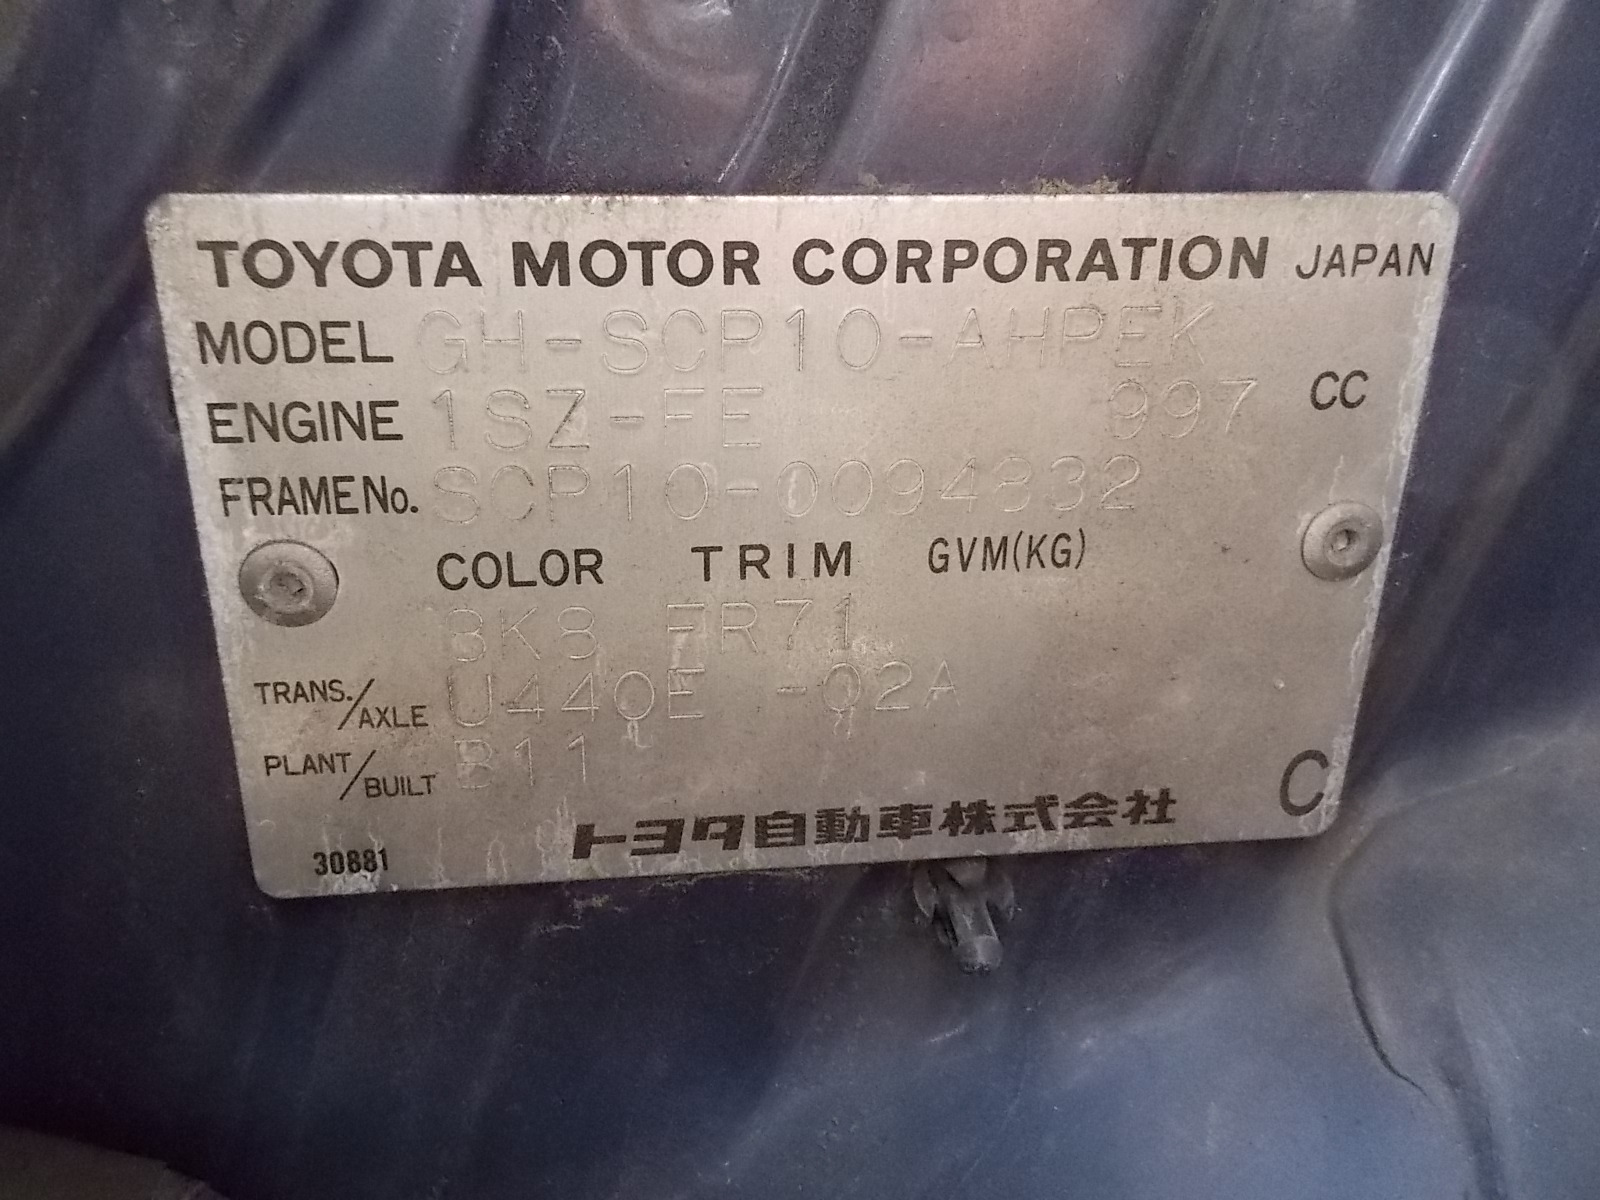 TOYOTA MOTOR CORPORATION JAPAN
MODEL GH-SCP10-AHPEK
ENGINE 1SZ-FE 997 CC
FRAME No. SCP10-0094832
COLOR TRIM GVM(KG)
8K8 FR71
TRANS./AXLE U440E -02A
PLANT/BUILT B11
トヨタ自動車株式会社 C
30881